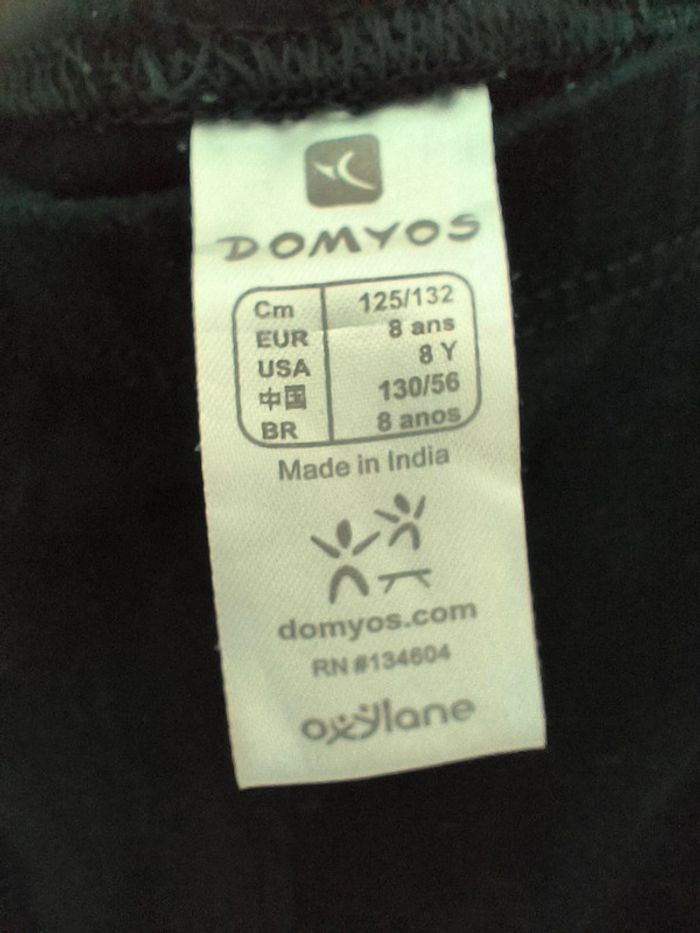 DOMYOS
Cm 125/132
EUR 8 ans
USA 8 Y
中国 130/56
BR 8 anos
Made in India
domyos.com
RN #134604
oxylane